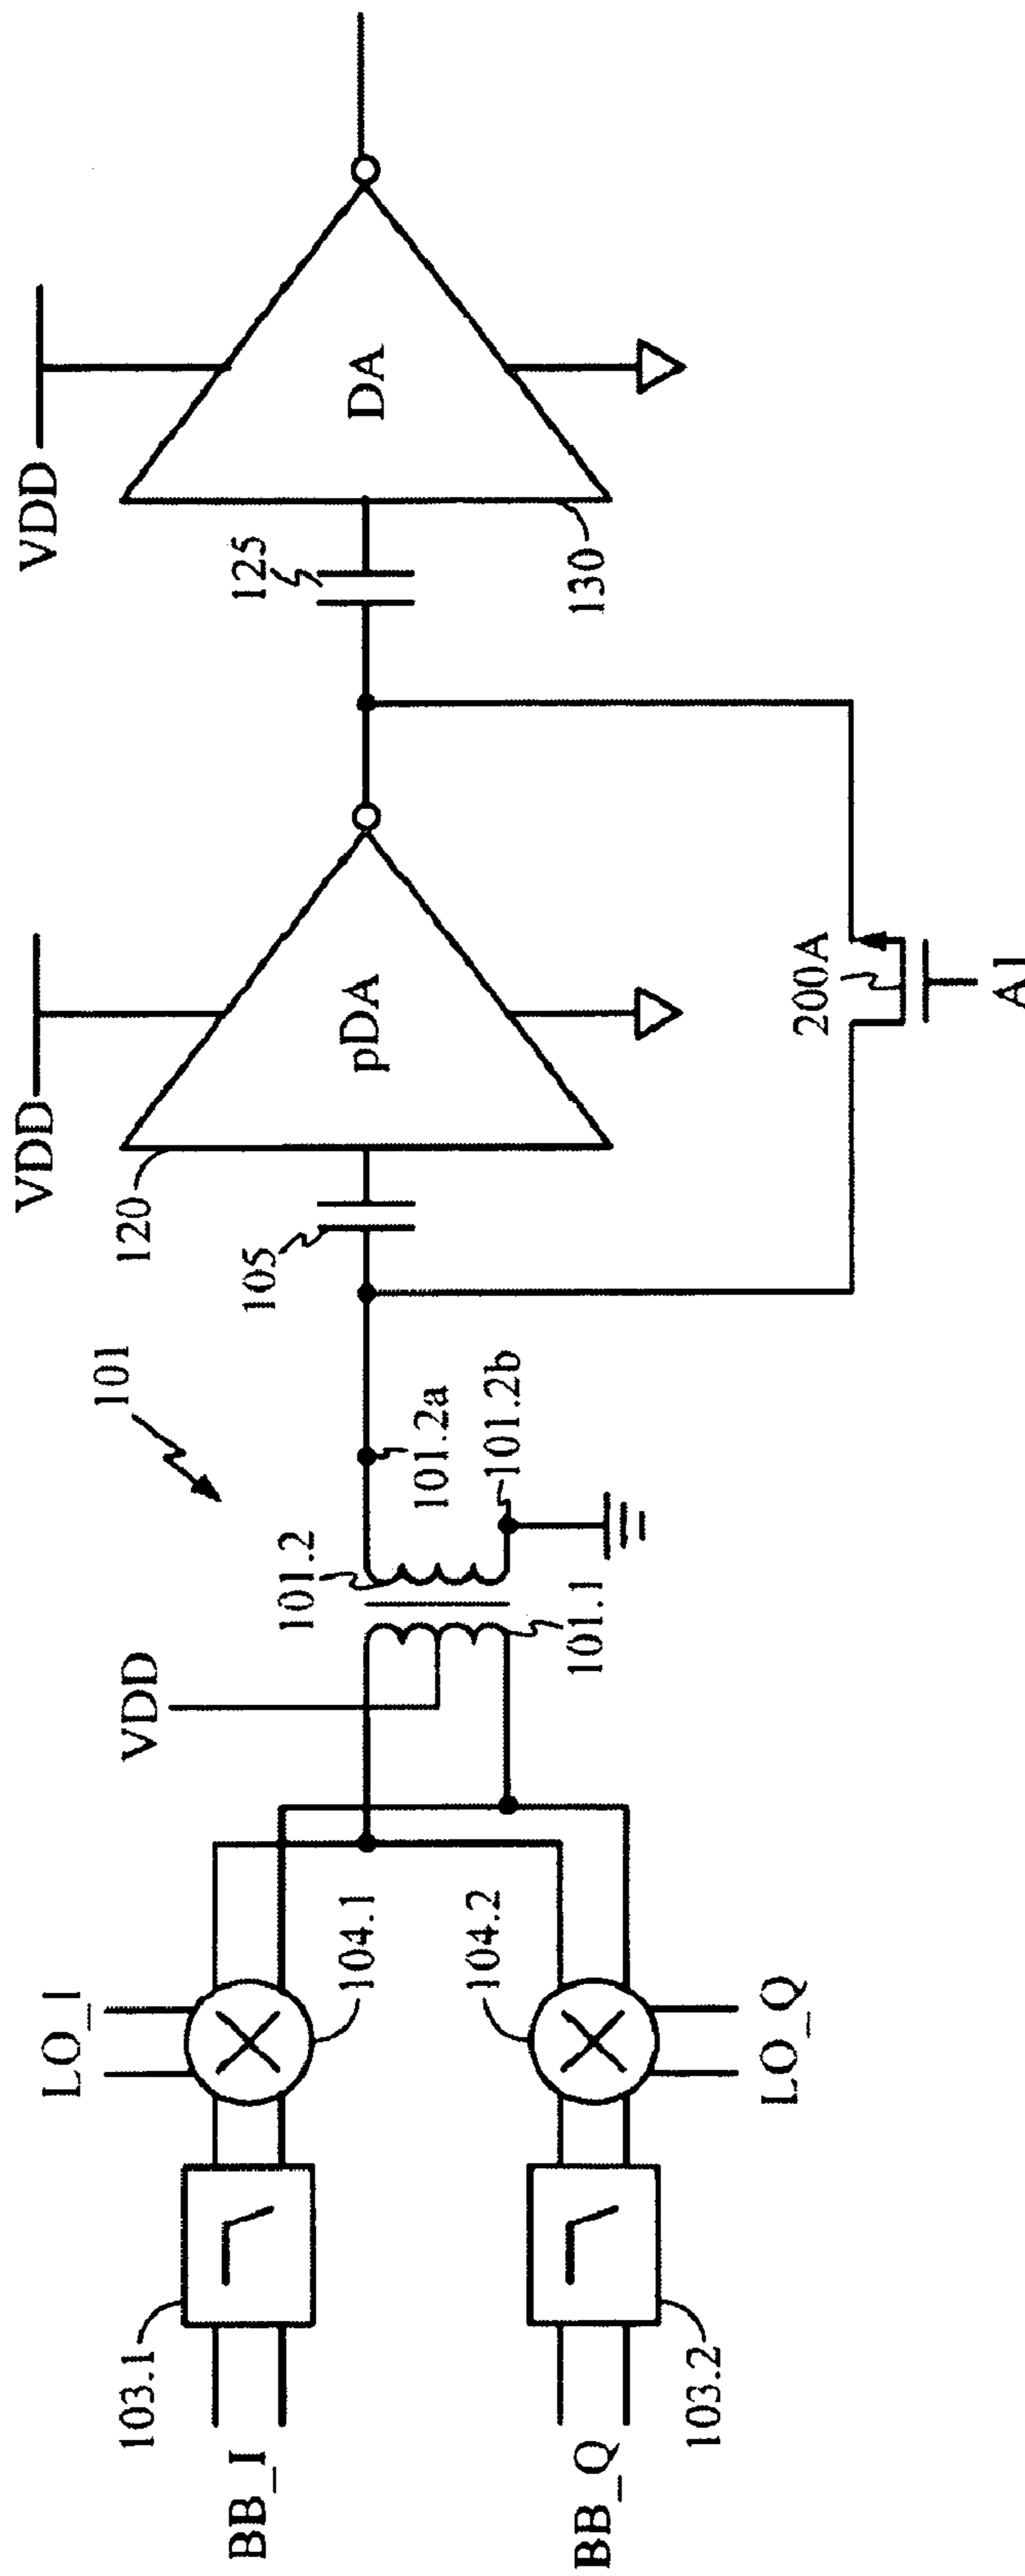 VDD
VDD
VDD
LO_I
101
120
105
125
DA
pDA
130
101.2
101.2a
101.2b
101.1
103.1
BB_I
104.1
104.2
LO_Q
BB_Q
103.2
200A
A1